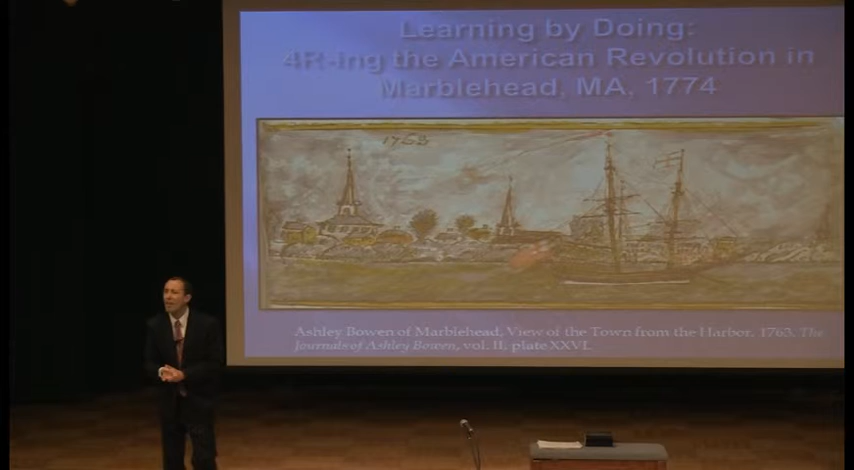 Learning by Doing:
4R-ing the American Revolution in
Marblehead, MA, 1774
1763
Ashley Bowen of Marblehead, View of the Town from the Harbor, 1763. The
Journals of Ashley Bowen, vol. II, plate XXVI.